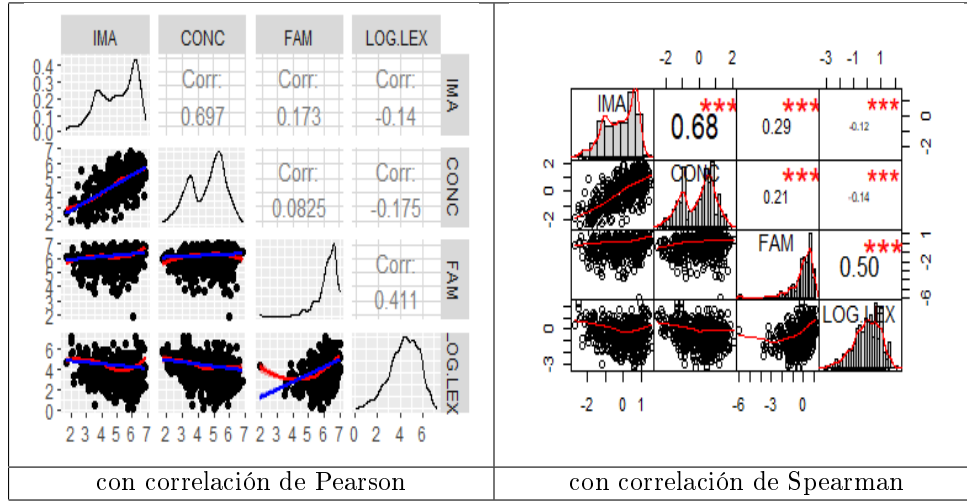 IMA CONC FAM LOG.LEX
0.4
0.3
0.2
0.1
0.0
Corr:
0.697
Corr:
0.173
Corr:
-0.14
IMA
7
6
5
4
3
2
Corr:
0.0825
Corr:
-0.175
CONC
7
6
5
4
3
2
Corr:
0.411
FAM
6
4
2
0
LOG.LEX
2 3 4 5 6 7 2 3 4 5 6 7 2 3 4 5 6 7 0 2 4 6
con correlación de Pearson
-2 0 2 -3 -1 1
IMA
0.68 ***
0.29 ***
-0.12 ***
0
-2
2
0
-2
CONC
0.21 ***
-0.14 ***
FAM
0.50 ***
1
-2
-6
0
-3
LOG.LEX
-2 0 1 -6 -3 0
con correlación de Spearman